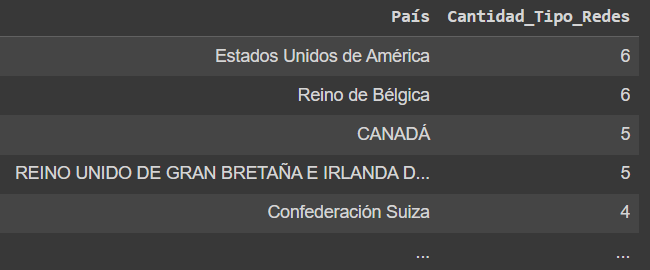 País Cantidad_Tipo_Redes
Estados Unidos de América 6
Reino de Bélgica 6
CANADÁ 5
REINO UNIDO DE GRAN BRETAÑA E IRLANDA D... 5
Confederación Suiza 4
... ...